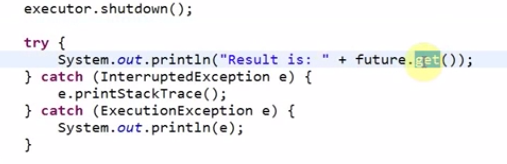 executor.shutdown();
try {
System.out.println("Result is: " + future.get());
} catch (InterruptedException e) {
e.printStackTrace();
} catch (ExecutionException e) {
System.out.println(e);
}